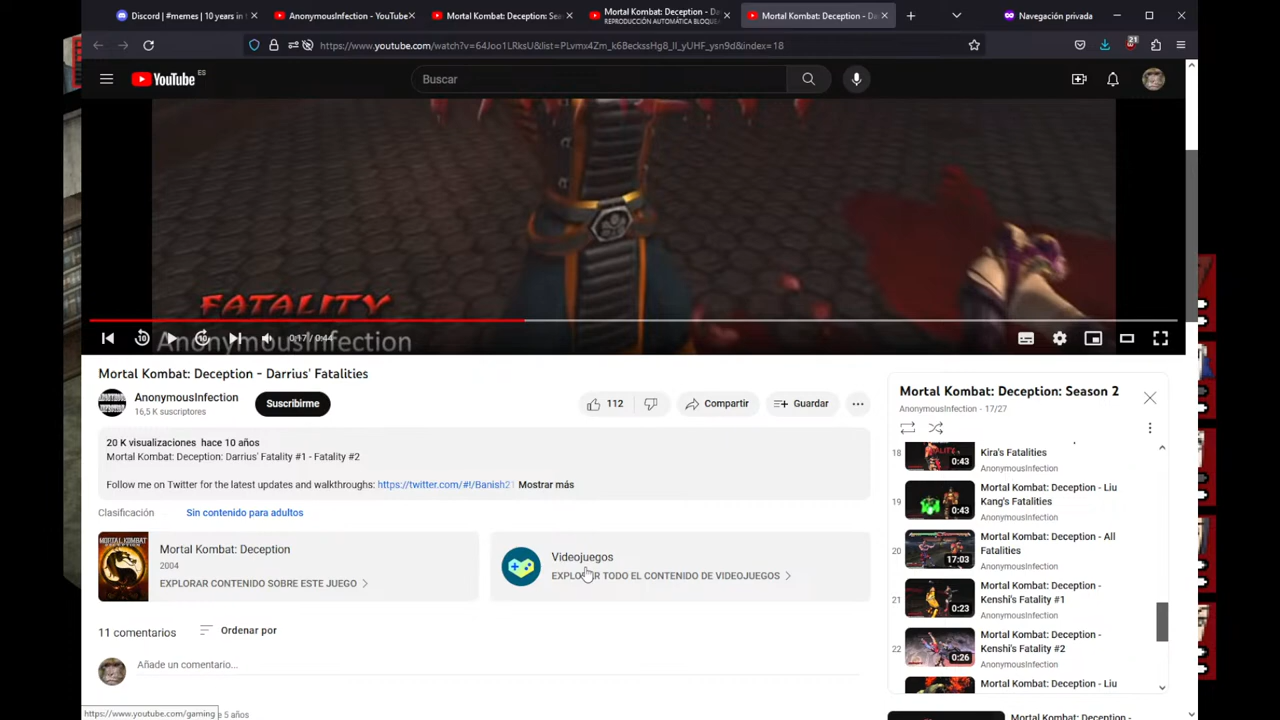 Discord | #memes | 10 years in t
AnonymousInfection - YouTube
Mortal Kombat: Deception: Sea
Mortal Kombat: Deception - Da
REPRODUCCIÓN AUTOMÁTICA BLOQUE
Mortal Kombat: Deception - Da
Navegación privada
https://www.youtube.com/watch?v=64Joo1LRksU&list=PLvmx4Zm_k6BeckssHg8_ll_yUHF_ysn9d&index=18
21
YouTube ES
Buscar
FATALITY
AnonymousInfection
0:17 / 0:44
Mortal Kombat: Deception - Darrius' Fatalities
AnonymousInfection
16,5 K suscriptores
Suscribirme
112
Compartir
Guardar
20 K visualizaciones hace 10 años
Mortal Kombat: Deception: Darrius' Fatality #1 - Fatality #2
Follow me on Twitter for the latest updates and walkthroughs: https://twitter.com/#!/Banish21 Mostrar más
Clasificación
Sin contenido para adultos
MORTAL KOMBAT
Mortal Kombat: Deception
2004
EXPLORAR CONTENIDO SOBRE ESTE JUEGO
Videojuegos
EXPLORAR TODO EL CONTENIDO DE VIDEOJUEGOS
11 comentarios
Ordenar por
Añade un comentario...
https://www.youtube.com/gaming
e 5 años
Mortal Kombat: Deception: Season 2
AnonymousInfection - 17/27
18
0:43
Kira's Fatalities
AnonymousInfection
19
0:43
Mortal Kombat: Deception - Liu
Kang's Fatalities
AnonymousInfection
20
17:03
Mortal Kombat: Deception - All
Fatalities
AnonymousInfection
21
0:23
Mortal Kombat: Deception -
Kenshi's Fatality #1
AnonymousInfection
22
0:26
Mortal Kombat: Deception -
Kenshi's Fatality #2
AnonymousInfection
Mortal Kombat: Deception - Liu
Mortal Kombat: Deception -